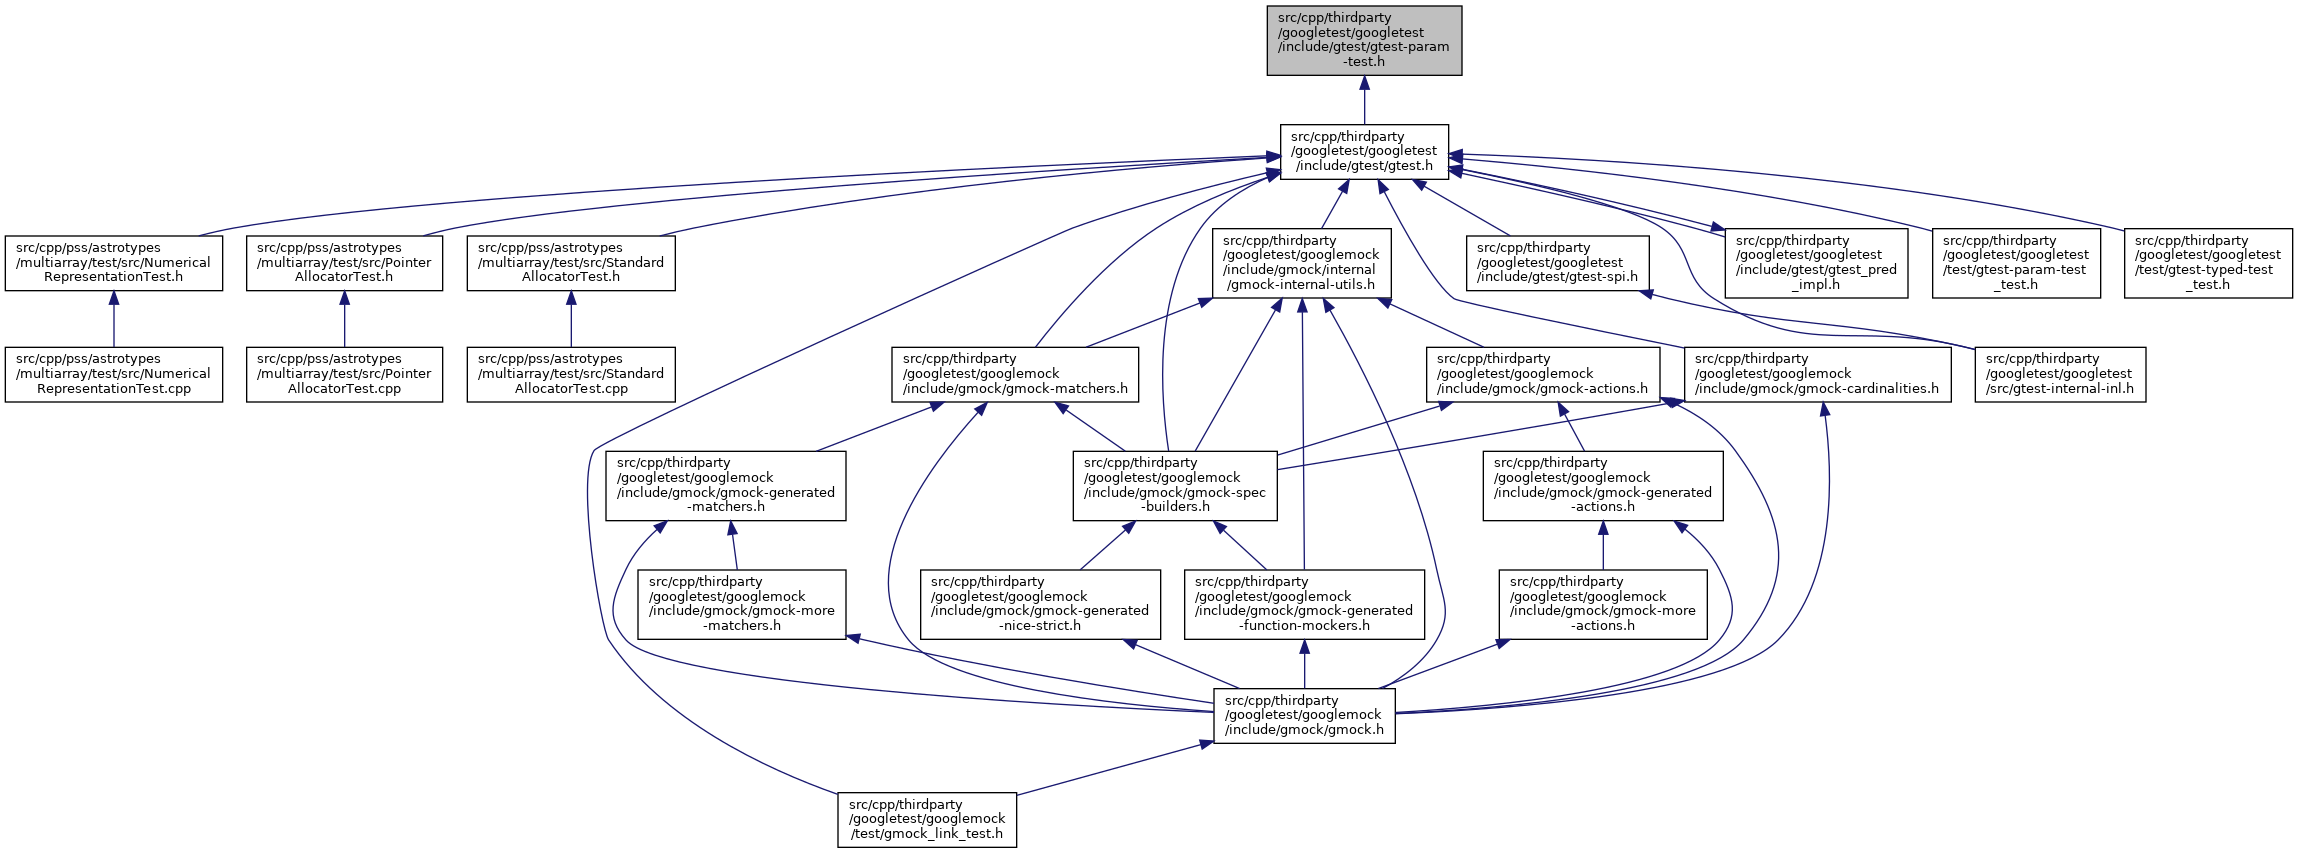 src/cpp/thirdparty
/googletest/googletest
/include/gtest/gtest-param
-test.h
src/cpp/thirdparty
/googletest/googletest
/include/gtest/gtest.h
src/cpp/pss/astrotypes
/multiarray/test/src/Numerical
RepresentationTest.h
src/cpp/pss/astrotypes
/multiarray/test/src/Pointer
AllocatorTest.h
src/cpp/pss/astrotypes
/multiarray/test/src/Standard
AllocatorTest.h
src/cpp/thirdparty
/googletest/googlemock
/include/gmock/internal
/gmock-internal-utils.h
src/cpp/thirdparty
/googletest/googletest
/include/gtest/gtest-spi.h
src/cpp/thirdparty
/googletest/googletest
/include/gtest/gtest_pred
_impl.h
src/cpp/thirdparty
/googletest/googletest
/test/gtest-param-test
_test.h
src/cpp/thirdparty
/googletest/googletest
/test/gtest-typed-test
_test.h
src/cpp/pss/astrotypes
/multiarray/test/src/Numerical
RepresentationTest.cpp
src/cpp/pss/astrotypes
/multiarray/test/src/Pointer
AllocatorTest.cpp
src/cpp/pss/astrotypes
/multiarray/test/src/Standard
AllocatorTest.cpp
src/cpp/thirdparty
/googletest/googlemock
/include/gmock/gmock-matchers.h
src/cpp/thirdparty
/googletest/googlemock
/include/gmock/gmock-actions.h
src/cpp/thirdparty
/googletest/googlemock
/include/gmock/gmock-cardinalities.h
src/cpp/thirdparty
/googletest/googletest
/src/gtest-internal-inl.h
src/cpp/thirdparty
/googletest/googlemock
/include/gmock/gmock-generated
-matchers.h
src/cpp/thirdparty
/googletest/googlemock
/include/gmock/gmock-spec
-builders.h
src/cpp/thirdparty
/googletest/googlemock
/include/gmock/gmock-generated
-actions.h
src/cpp/thirdparty
/googletest/googlemock
/include/gmock/gmock-more
-matchers.h
src/cpp/thirdparty
/googletest/googlemock
/include/gmock/gmock-generated
-nice-strict.h
src/cpp/thirdparty
/googletest/googlemock
/include/gmock/gmock-generated
-function-mockers.h
src/cpp/thirdparty
/googletest/googlemock
/include/gmock/gmock-more
-actions.h
src/cpp/thirdparty
/googletest/googlemock
/include/gmock/gmock.h
src/cpp/thirdparty
/googletest/googlemock
/test/gmock_link_test.h